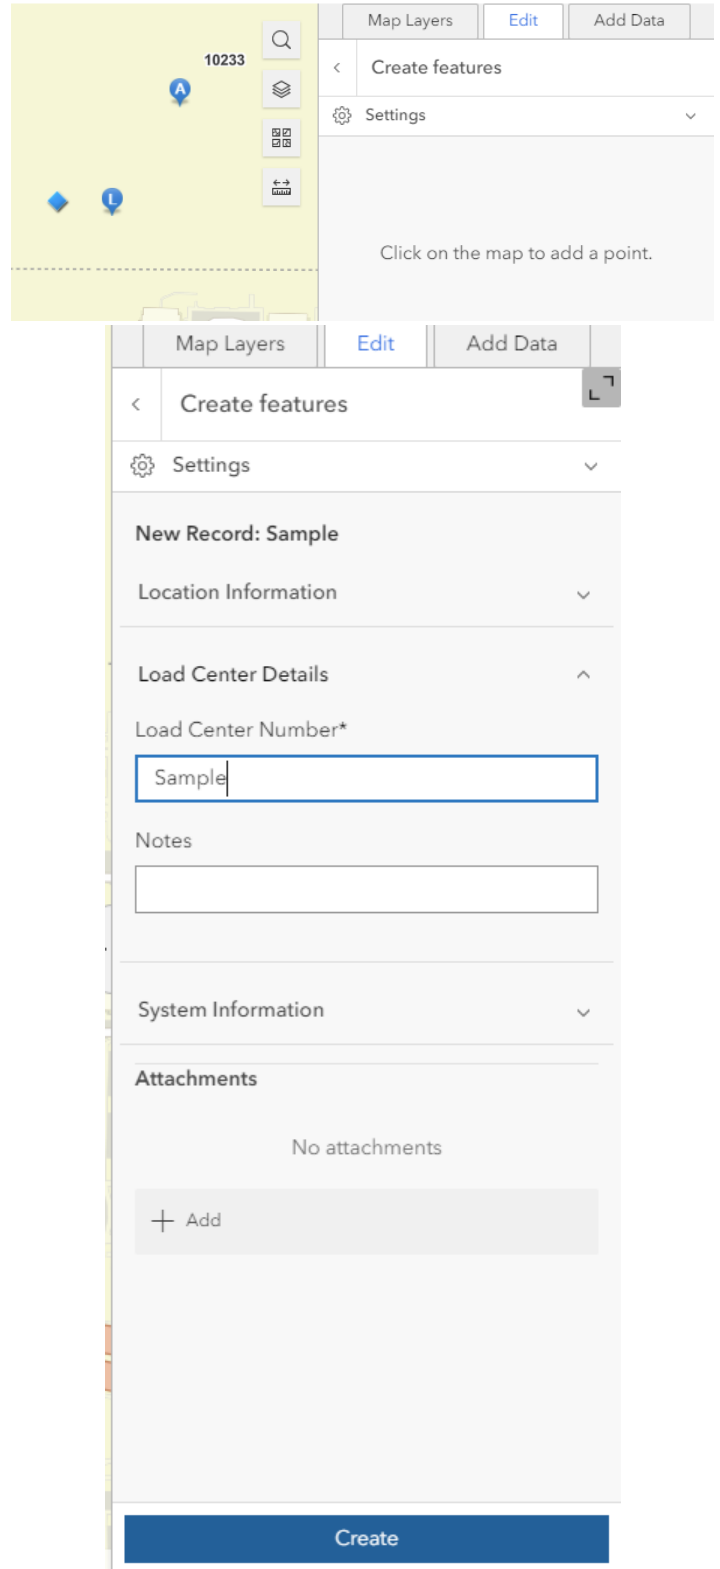 Map Layers
Edit
Add Data
10233
Create features
A
Settings
L
Click on the map to add a point.
Map Layers
Edit
Add Data
Create features
Settings
New Record: Sample
Location Information
Load Center Details
Load Center Number*
Sample
Notes
System Information
Attachments
No attachments
+ Add
Create